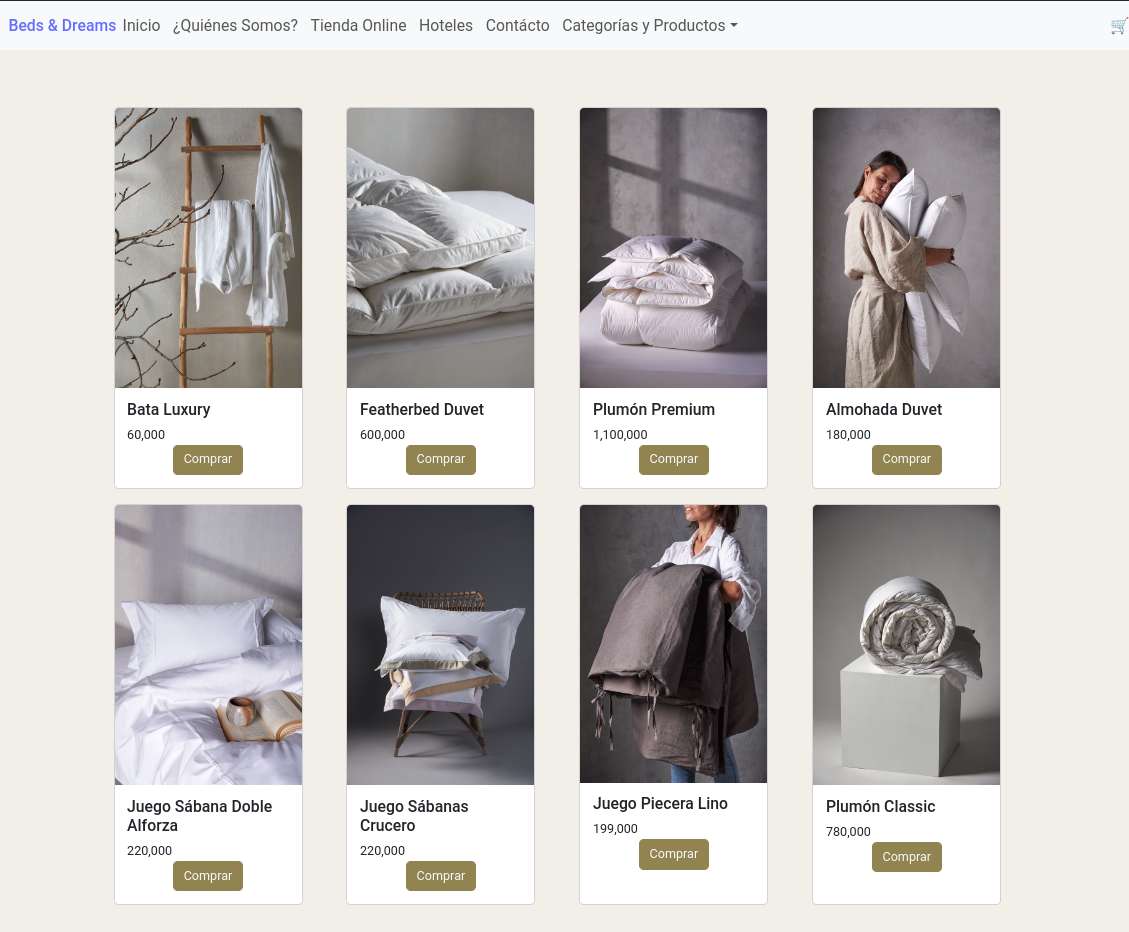 Beds & Dreams Inicio ¿Quiénes Somos? Tienda Online Hoteles Contácto Categorías y Productos
Bata Luxury
60,000
Comprar
Featherbed Duvet
600,000
Comprar
Plumón Premium
1,100,000
Comprar
Almohada Duvet
180,000
Comprar
Juego Sábana Doble
Alforza
220,000
Comprar
Juego Sábanas
Crucero
220,000
Comprar
Juego Piecera Lino
199,000
Comprar
Plumón Classic
780,000
Comprar